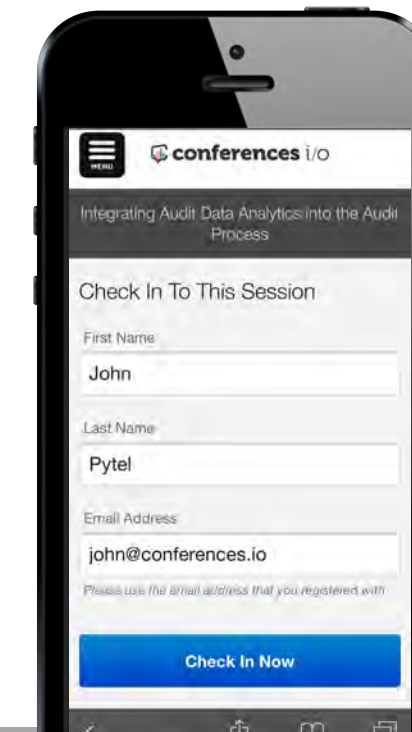 MENU
conferences i/o
Integrating Audit Data Analytics into the Audit
Process
Check In To This Session
First Name
John
Last Name
Pytel
Email Address
john@conferences.io
Please use the email address that you registered with
Check In Now